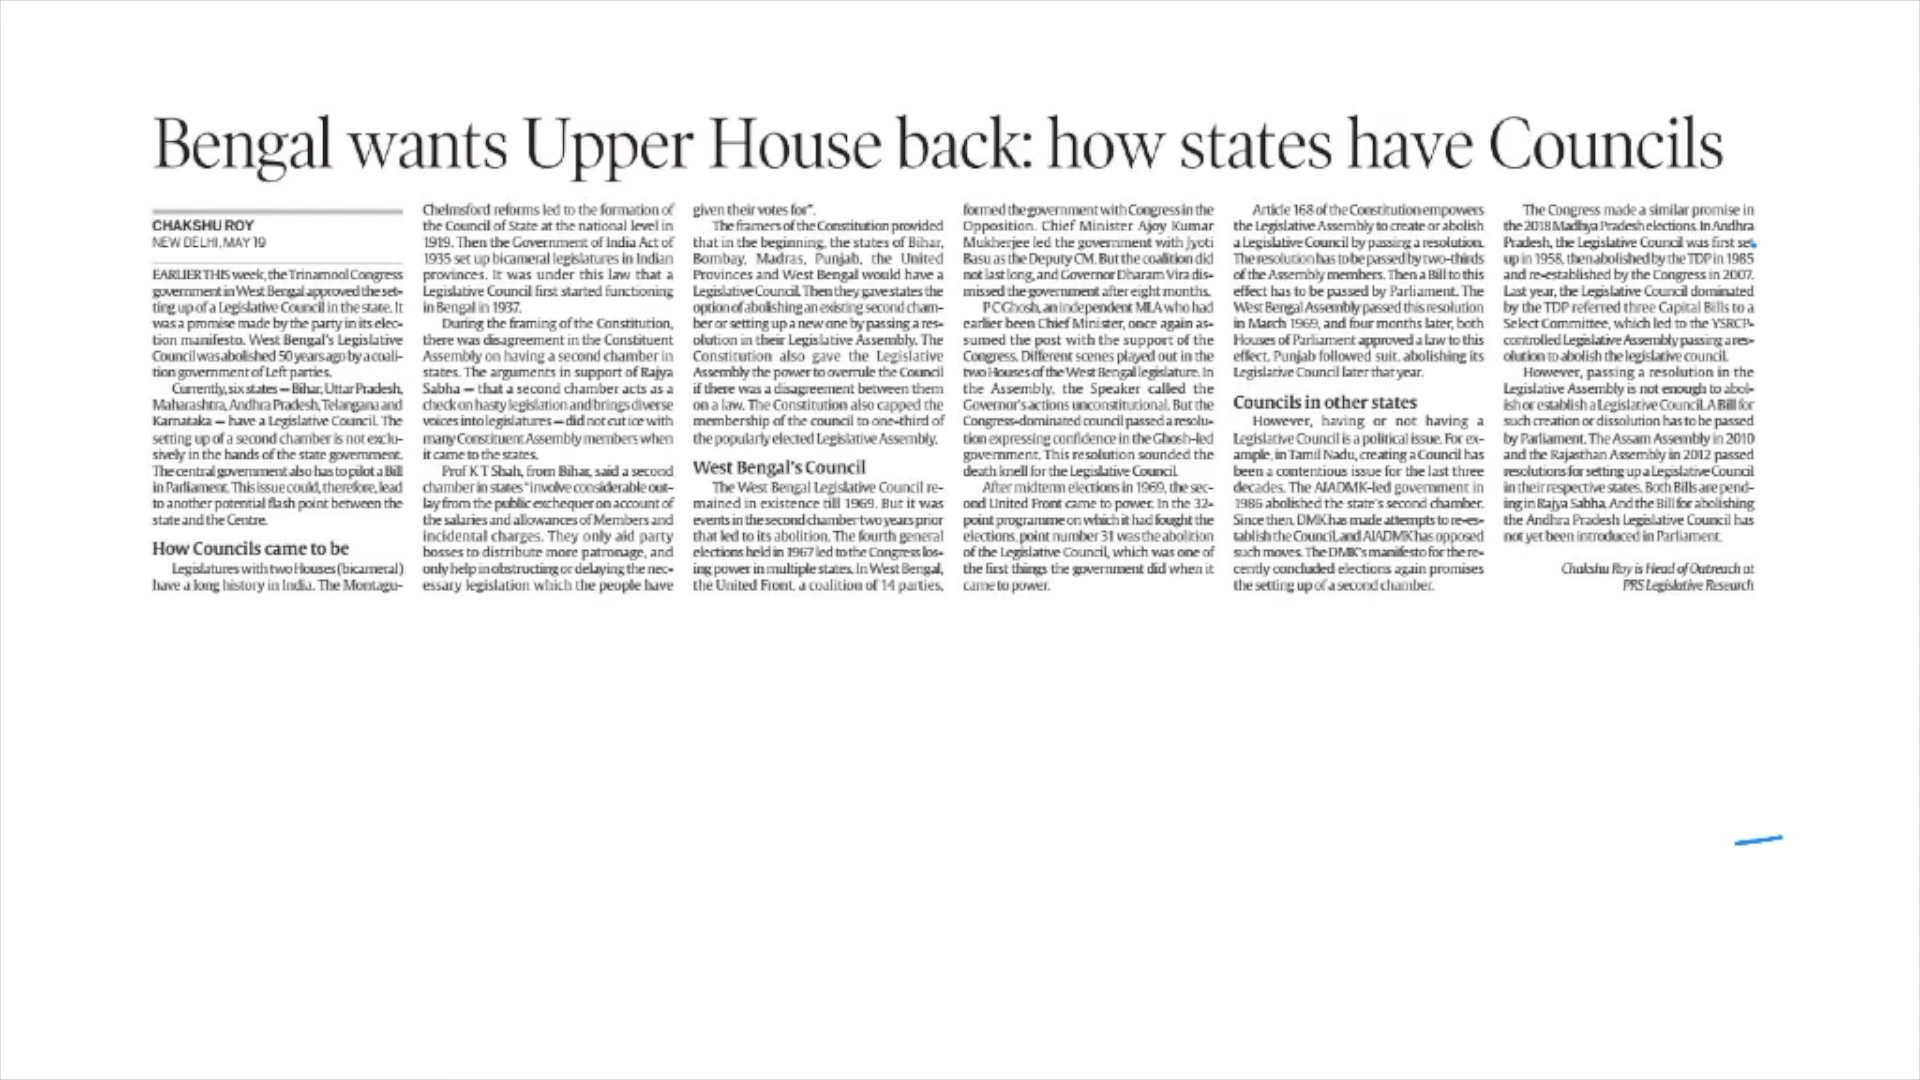 Bengal wants Upper House back: how states have Councils
CHAKSHU ROY
NEW DELHI, MAY 19
EARLIER THIS week, the Trinamool Congress
government in West Bengal approved the set-
ting up of a Legislative Council in the state. It
was a promise made by the party in its elec-
tion manifesto. West Bengal's Legislative
Council was abolished 50 years ago by a coali-
tion government of Left parties.
Currently, six states — Bihar, Uttar Pradesh,
Maharashtra, Andhra Pradesh, Telangana and
Karnataka — have a Legislative Council. The
setting up of a second chamber is not exclu-
sively in the hands of the state government.
The central government also has to pilot a Bill
in Parliament. This issue could, therefore, lead
to another potential flash point between the
state and the Centre.
How Councils came to be
Legislatures with two Houses (bicameral)
have a long history in India. The Montagu-
Chelmsford reforms led to the formation of
the Council of State at the national level in
1919. Then the Government of India Act of
1935 set up bicameral legislatures in Indian
provinces. It was under this law that a
Legislative Council first started functioning
in Bengal in 1937.
During the framing of the Constitution,
there was disagreement in the Constituent
Assembly on having a second chamber in
states. The arguments in support of Rajya
Sabha — that a second chamber acts as a
check on hasty legislation and brings diverse
voices into legislatures — did not cut ice with
many Constituent Assembly members when
it came to the states.
Prof K T Shah, from Bihar, said a second
chamber in states "involve considerable out-
lay from the public exchequer on account of
the salaries and allowances of Members and
incidental charges. They only aid party
bosses to distribute more patronage, and
only help in obstructing or delaying the nec-
essary legislation which the people have
given their votes for".
The framers of the Constitution provided
that in the beginning, the states of Bihar,
Bombay, Madras, Punjab, the United
Provinces and West Bengal would have a
Legislative Council. Then they gave states the
option of abolishing an existing second cham-
ber or setting up a new one by passing a res-
olution in their Legislative Assembly. The
Constitution also gave the Legislative
Assembly the power to overrule the Council
if there was a disagreement between them
on a law. The Constitution also capped the
membership of the council to one-third of
the popularly elected Legislative Assembly.
West Bengal's Council
The West Bengal Legislative Council re-
mained in existence till 1969. But it was
events in the second chamber two years prior
that led to its abolition. The fourth general
elections held in 1967 led to the Congress los-
ing power in multiple states. In West Bengal,
the United Front, a coalition of 14 parties,
formed the government with Congress in the
Opposition. Chief Minister Ajoy Kumar
Mukherjee led the government with Jyoti
Basu as the Deputy CM. But the coalition did
not last long, and Governor Dharam Vira dis-
missed the government after eight months.
P C Ghosh, an independent MLA who had
earlier been Chief Minister, once again as-
sumed the post with the support of the
Congress. Different scenes played out in the
two Houses of the West Bengal legislature. In
the Assembly, the Speaker called the
Governor's actions unconstitutional. But the
Congress-dominated council passed a resolu-
tion expressing confidence in the Ghosh-led
government. This resolution sounded the
death knell for the Legislative Council.
After midterm elections in 1969, the sec-
ond United Front came to power. In the 32-
point programme on which it had fought the
elections, point number 31 was the abolition
of the Legislative Council, which was one of
the first things the government did when it
came to power.
Article 168 of the Constitution empowers
the Legislative Assembly to create or abolish
a Legislative Council by passing a resolution.
The resolution has to be passed by two-thirds
of the Assembly members. Then a Bill to this
effect has to be passed by Parliament. The
West Bengal Assembly passed this resolution
in March 1969, and four months later, both
Houses of Parliament approved a law to this
effect. Punjab followed suit, abolishing its
Legislative Council later that year.
Councils in other states
However, having or not having a
Legislative Council is a political issue. For ex-
ample, in Tamil Nadu, creating a Council has
been a contentious issue for the last three
decades. The AIADMK-led government in
1986 abolished the state's second chamber.
Since then, DMK has made attempts to re-es-
tablish the Council, and AIADMK has opposed
such moves. The DMK's manifesto for the re-
cently concluded elections again promises
the setting up of a second chamber.
The Congress made a similar promise in
the 2018 Madhya Pradesh elections. In Andhra
Pradesh, the Legislative Council was first set
up in 1958, then abolished by the TDP in 1985
and re-established by the Congress in 2007.
Last year, the Legislative Council dominated
by the TDP referred three Capital Bills to a
Select Committee, which led to the YSRCP-
controlled Legislative Assembly passing a res-
olution to abolish the legislative council.
However, passing a resolution in the
Legislative Assembly is not enough to abol-
ish or establish a Legislative Council. A Bill for
such creation or dissolution has to be passed
by Parliament. The Assam Assembly in 2010
and the Rajasthan Assembly in 2012 passed
resolutions for setting up a Legislative Council
in their respective states. Both Bills are pend-
ing in Rajya Sabha. And the Bill for abolishing
the Andhra Pradesh Legislative Council has
not yet been introduced in Parliament.
Chakshu Roy is Head of Outreach at
PRS Legislative Research